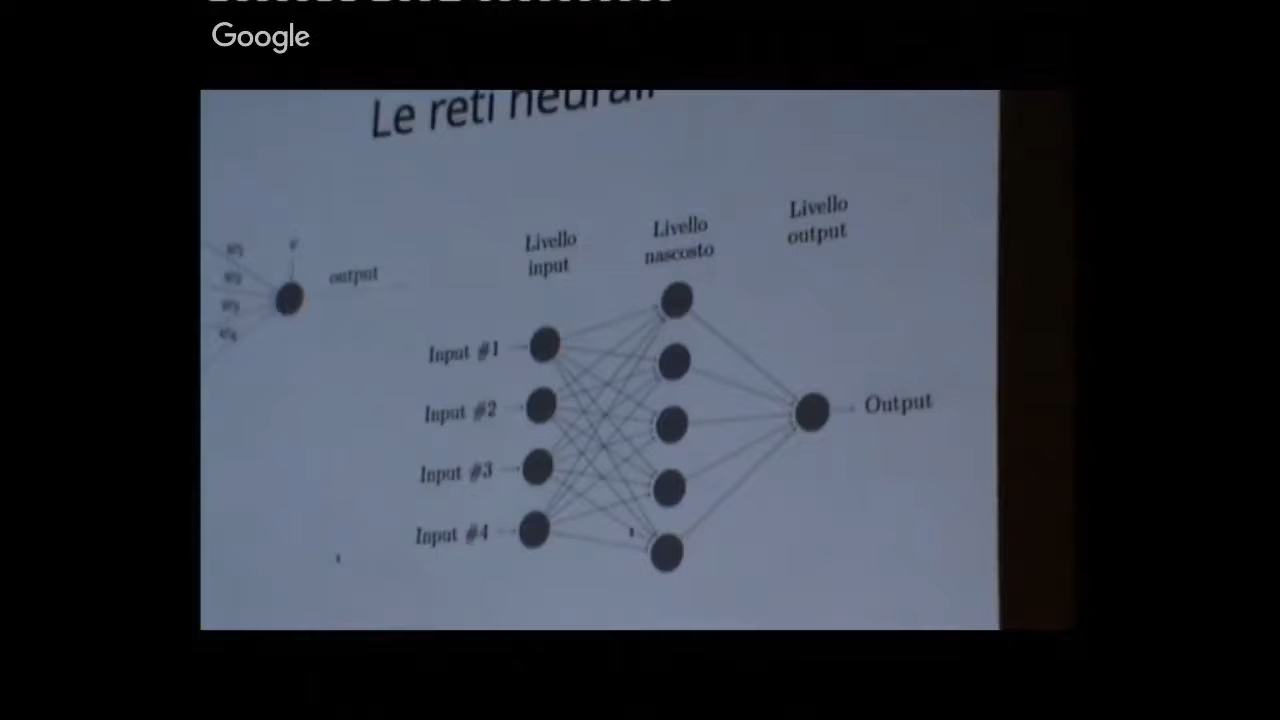 Google
Le reti neurali
Livello
input
Livello
nascosto
Livello
output
output
Input #1
Input #2
Input #3
Input #4
Output